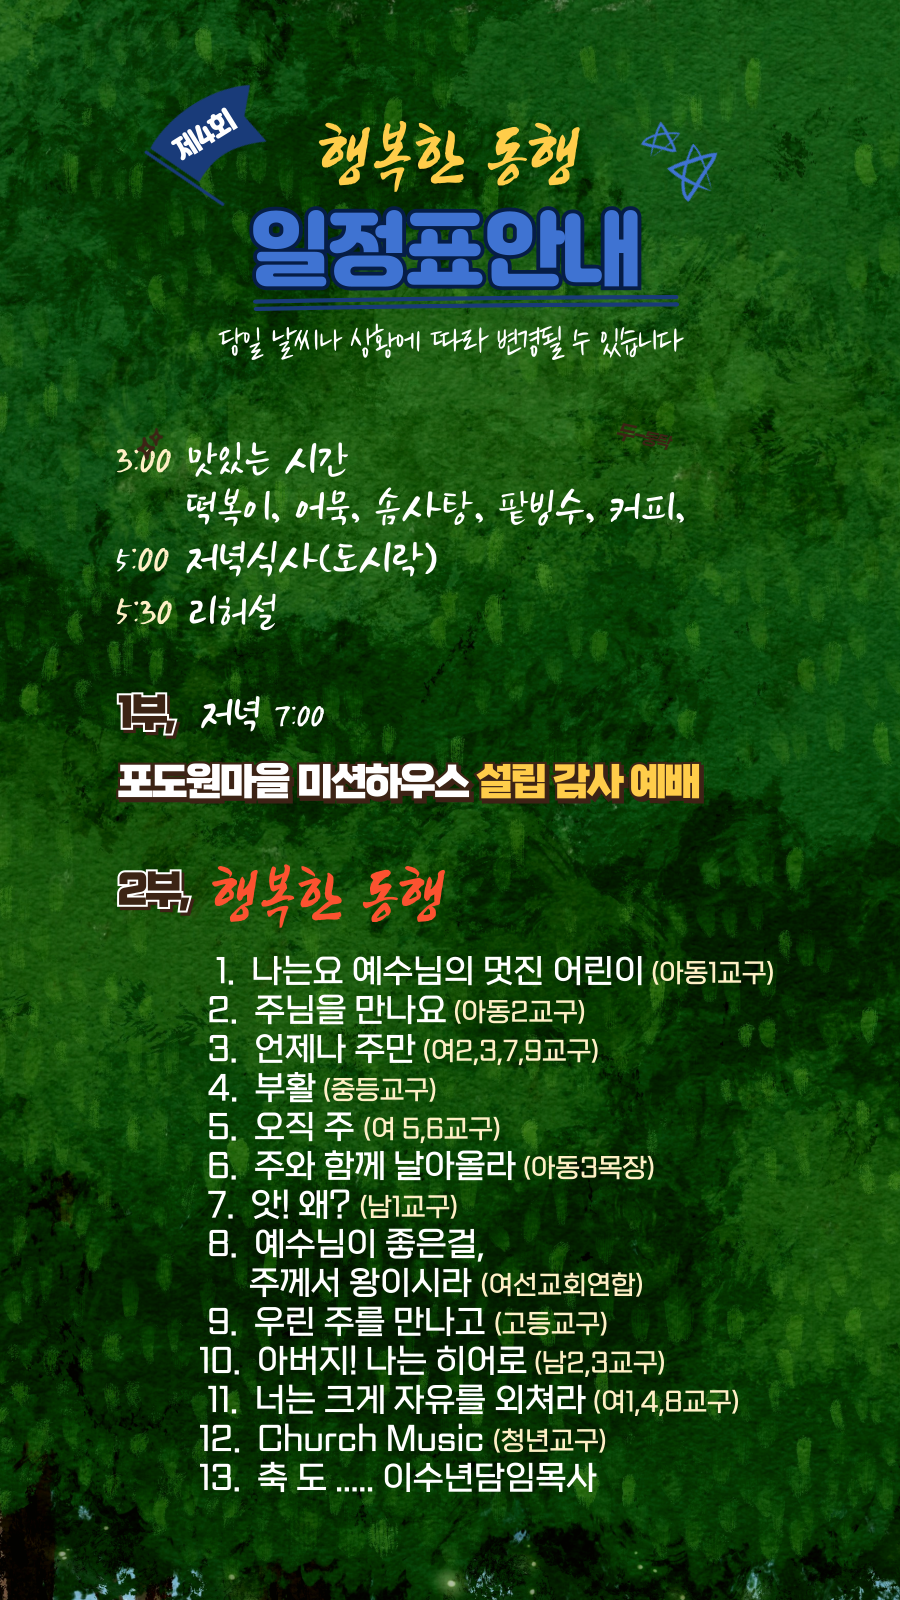 제4회
행복한 동행
일정표안내
당일 날씨나 상황에 따라 변경될 수 있습니다
3:00 맛있는 시간
떡볶이, 어묵, 솜사탕, 팥빙수, 커피,
5:00 저녁식사(도시락)
5:30 리허설
1부, 저녁 7:00
포도원마을 미션하우스 설립 감사 예배
2부, 행복한 동행
1. 나는요 예수님의 멋진 어린이 (아동1교구)
2. 주님을 만나요 (아동2교구)
3. 언제나 주만 (여2,3,7,9교구)
4. 부활 (중등교구)
5. 오직 주 (여 5,6교구)
6. 주와 함께 날아올라 (아동3목장)
7. 앗! 왜? (남1교구)
8. 예수님이 좋은걸,
주께서 왕이시라 (여선교회연합)
9. 우린 주를 만나고 (고등교구)
10. 아버지! 나는 히어로 (남2,3교구)
11. 너는 크게 자유를 외쳐라 (여1,4,8교구)
12. Church Music (청년교구)
13. 축 도 ..... 이수년담임목사